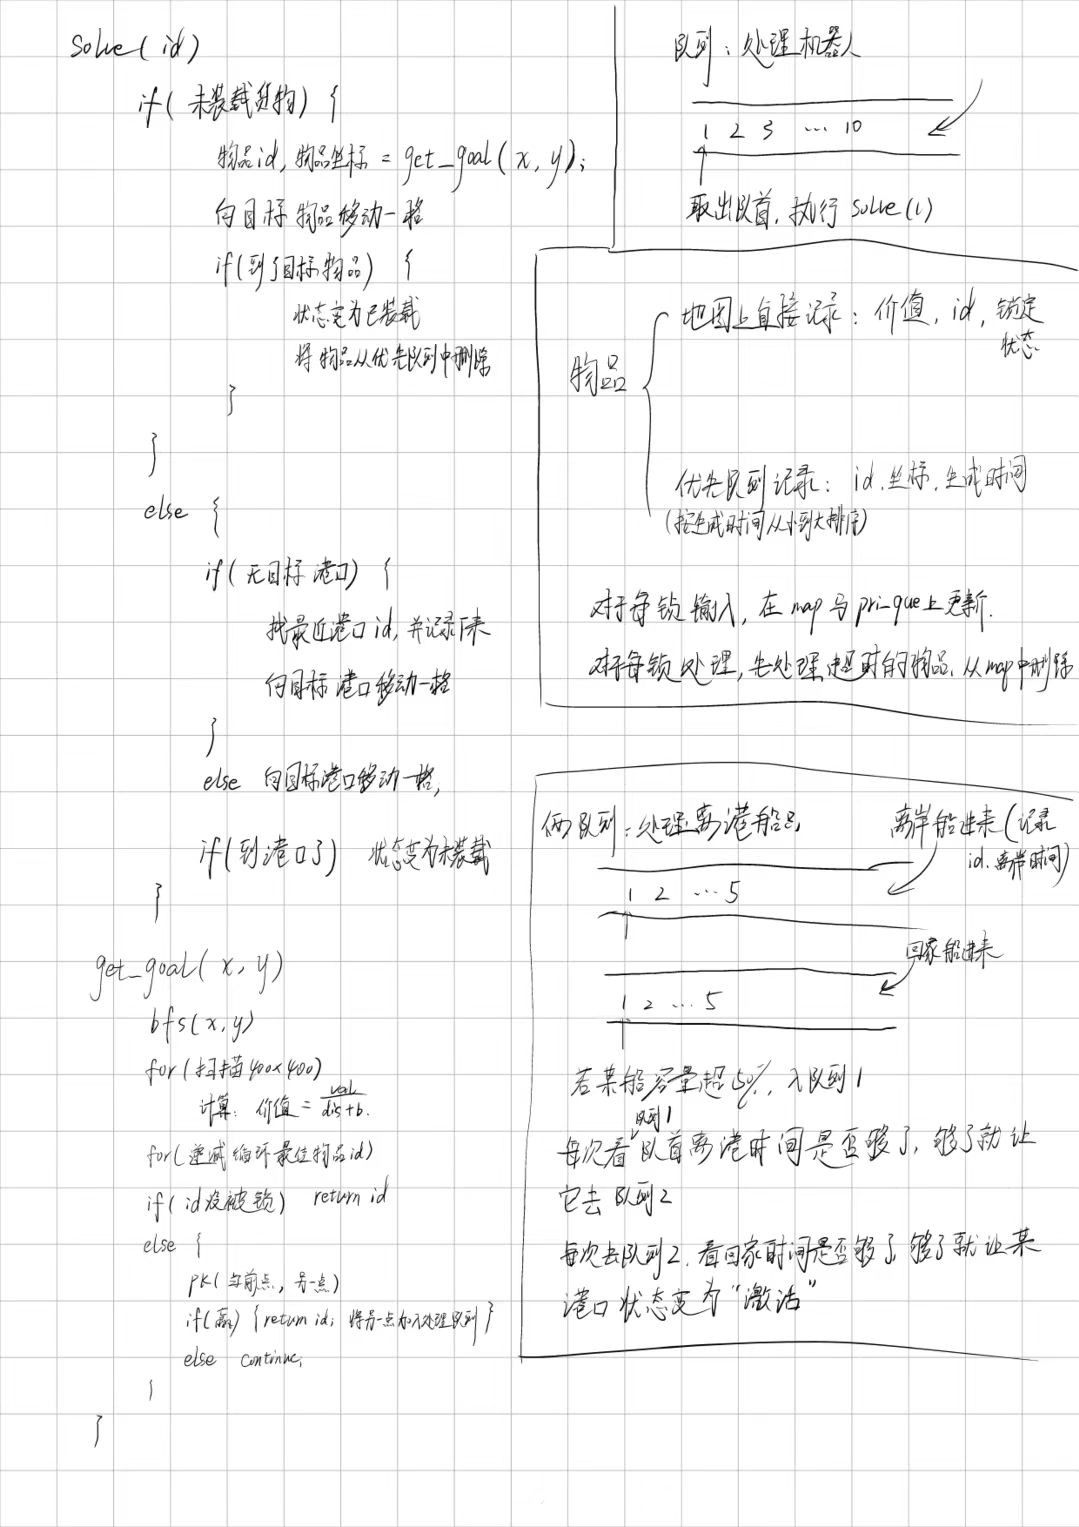 solve(id)
if(未装载货物) {
物品id, 物品坐标 = get_goal(x, y);
向目标物品移动一格
if(到了目标物品) {
状态变为已装载
将物品从优先队列中删除
}
}
else {
if(无目标港口) {
找最近港口id, 并记录下来
向目标港口移动一格
}
else 向目标港口移动一格,
if(到港口了) 状态变为未装载
}
get_goal(x, y)
bfs(x,y)
for(扫描400×400)
计算: 价值 = val/dis+b.
for(递减循环最佳物品id)
if(id没被锁) return id
else {
PK(当前点, 另一点)
if(赢) {return id; 将另一点加入处理队列}
else continue;
}
}
队列: 处理机器人
1 2 3 … 10
取出队首, 执行 solve(1)
物品
地图上直接记录: 价值, id, 锁定
状态
优先队列记录: id.坐标.生成时间
(按生成时间从小到大排序)
对于每锁输入, 在map与pri-que上更新.
对于每锁处理, 先处理超时的物品, 从map中删除
俩队列: 处理离港船只
离岸船进来(记录
id.离岸时间)
1 2 … 5
回家船进来
1 2 … 5
若某船容量超50%, 入队列1
队列1
每次看队首离港时间是否够了, 够了就让
它去队列2
每次去队列2, 看回家时间是否够了 够了就让某
港口状态变为“激活”